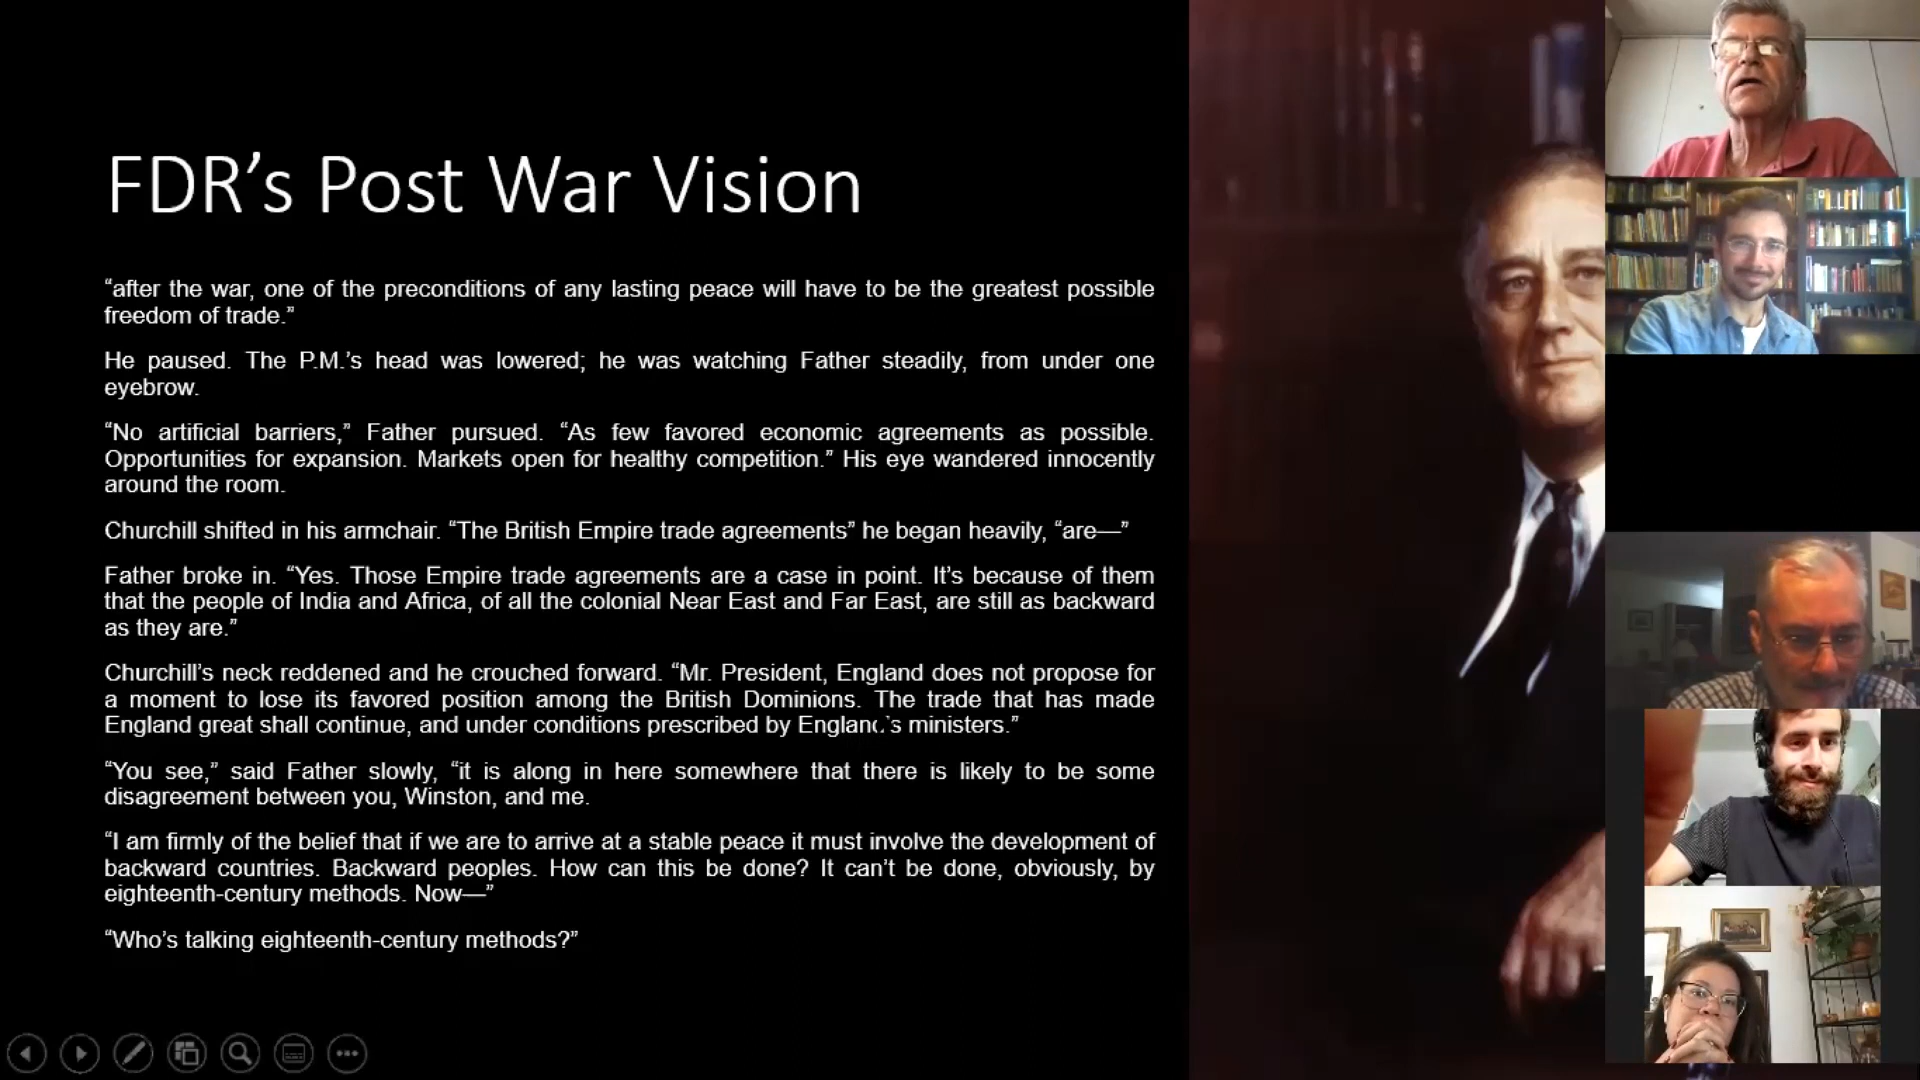 FDR’s Post War Vision
“after the war, one of the preconditions of any lasting peace will have to be the greatest possible
freedom of trade.”
He paused. The P.M.’s head was lowered; he was watching Father steadily, from under one
eyebrow.
“No artificial barriers,” Father pursued. “As few favored economic agreements as possible.
Opportunities for expansion. Markets open for healthy competition.” His eye wandered innocently
around the room.
Churchill shifted in his armchair. “The British Empire trade agreements” he began heavily, “are—”
Father broke in. “Yes. Those Empire trade agreements are a case in point. It’s because of them
that the people of India and Africa, of all the colonial Near East and Far East, are still as backward
as they are.”
Churchill’s neck reddened and he crouched forward. “Mr. President, England does not propose for
a moment to lose its favored position among the British Dominions. The trade that has made
England great shall continue, and under conditions prescribed by England’s ministers.”
“You see,” said Father slowly, “it is along in here somewhere that there is likely to be some
disagreement between you, Winston, and me.
“I am firmly of the belief that if we are to arrive at a stable peace it must involve the development of
backward countries. Backward peoples. How can this be done? It can’t be done, obviously, by
eighteenth-century methods. Now—”
“Who’s talking eighteenth-century methods?”